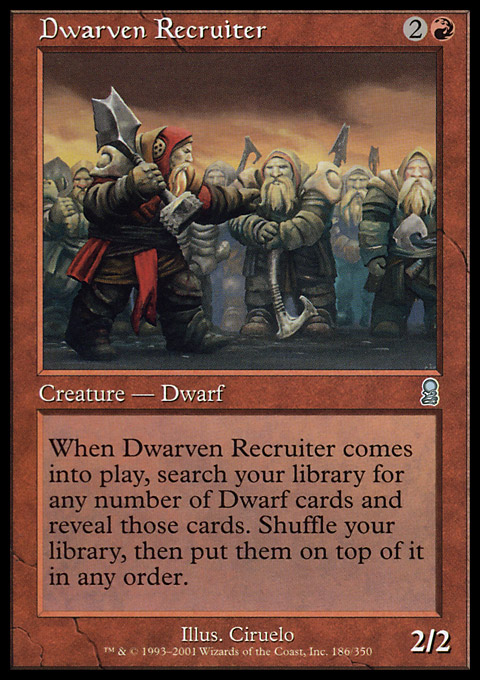 Dwarven Recruiter 2
Creature — Dwarf
When Dwarven Recruiter comes
into play, search your library for
any number of Dwarf cards and
reveal those cards. Shuffle your
library, then put them on top of it
in any order.
Illus. Ciruelo
™ & © 1993–2001 Wizards of the Coast, Inc. 186/350
2/2